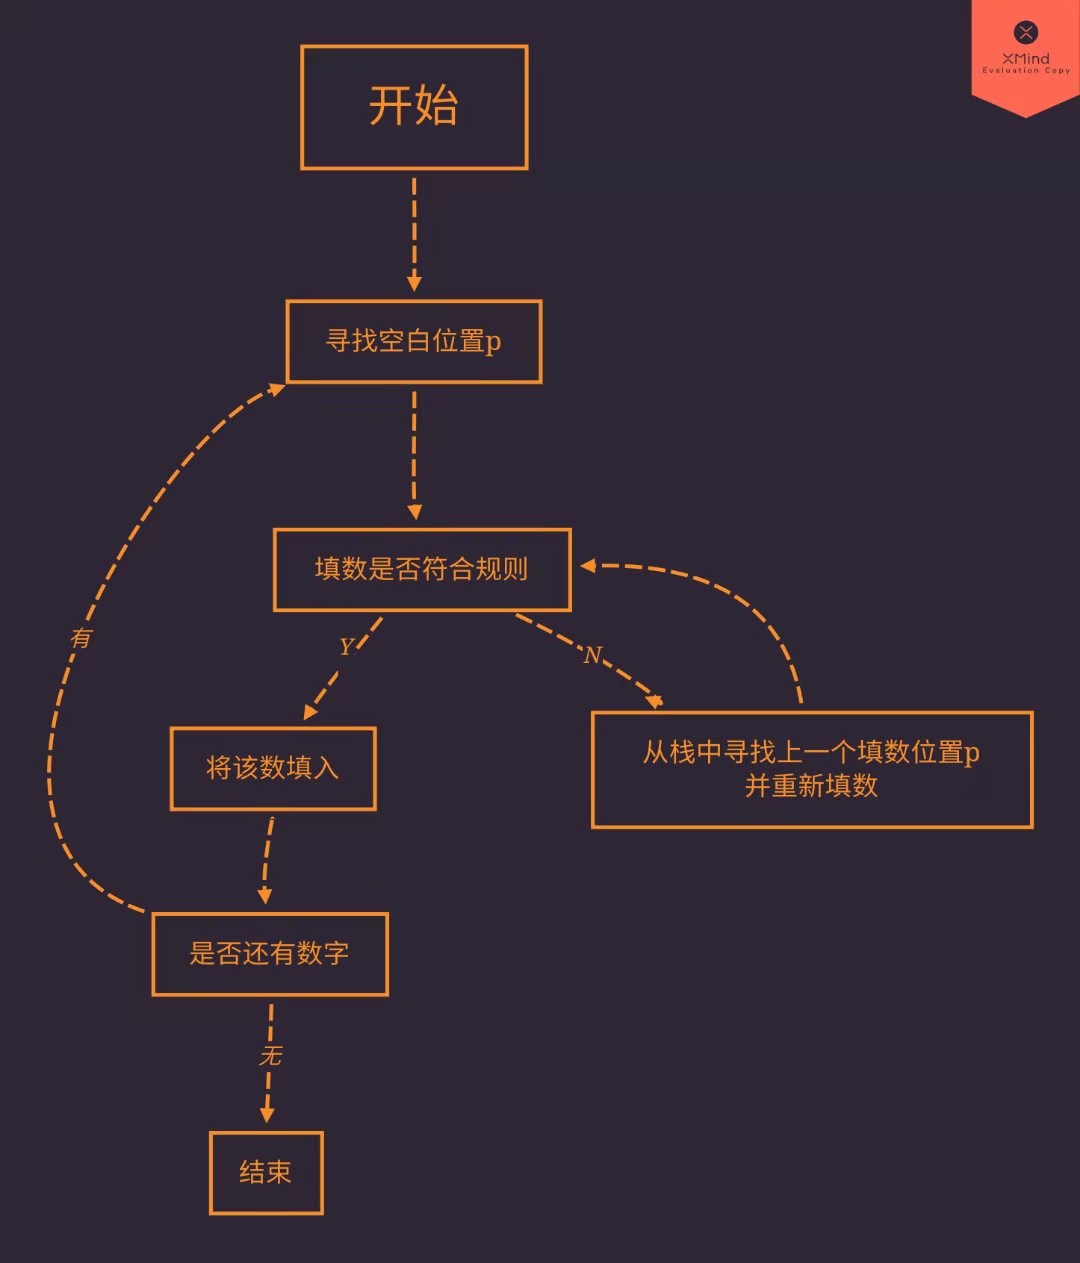 XMind
Evaluation Copy
开始
寻找空白位置p
填数是否符合规则
有
Y
N
将该数填入
从栈中寻找上一个填数位置p
并重新填数
是否还有数字
无
结束